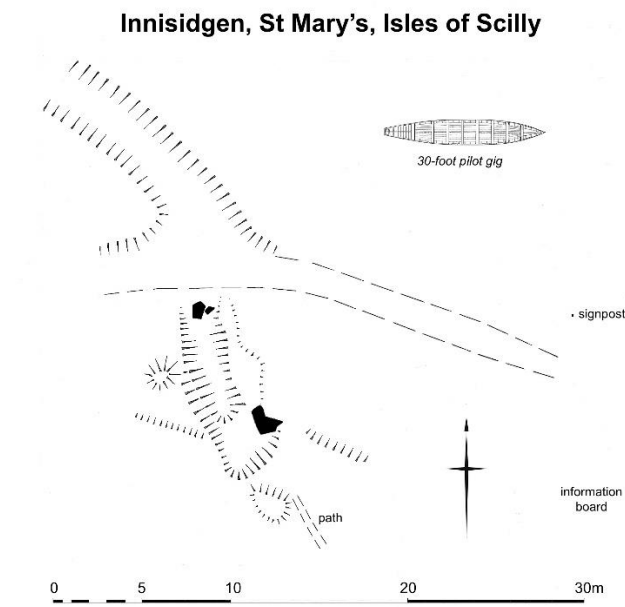 Innisidgen, St Mary's, Isles of Scilly
30-foot pilot gig
signpost
information
board
path
0 5 10 20 30m